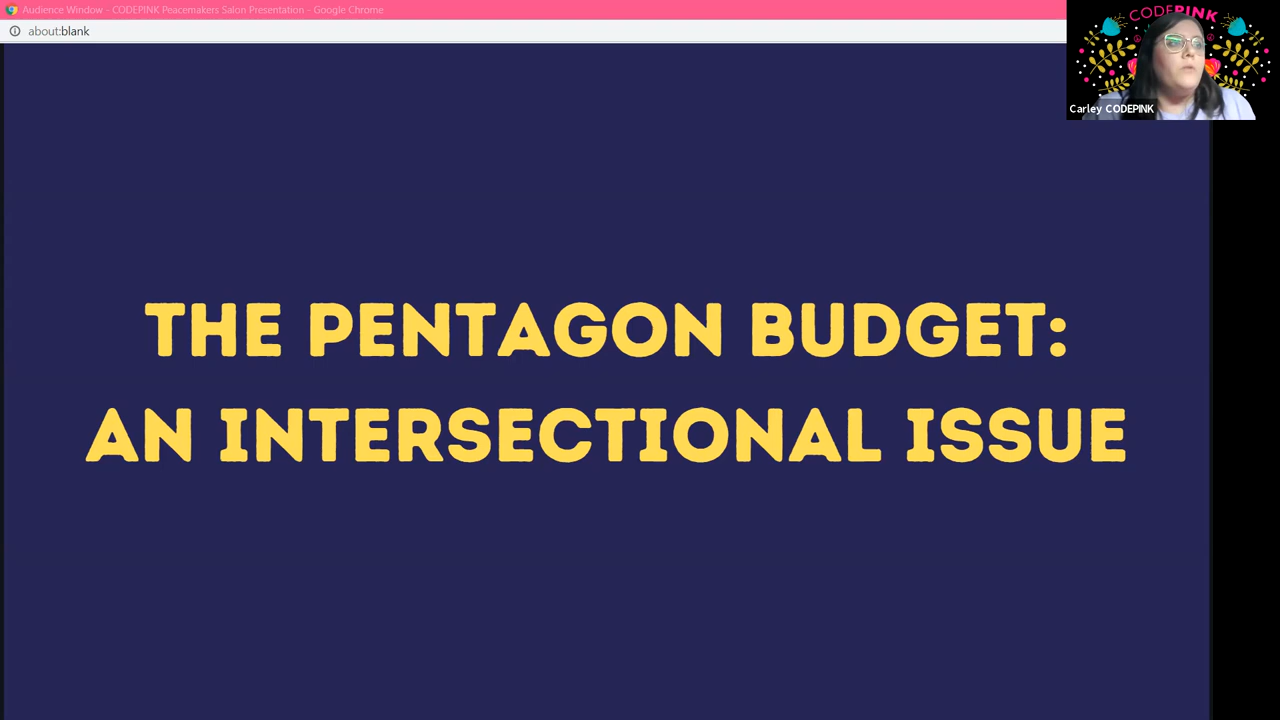 Audience Window - CODEPINK Peacemakers Salon Presentation - Google Chrome
about:blank
CODEPINK
Carley CODEPINK
THE PENTAGON BUDGET:
AN INTERSECTIONAL ISSUE